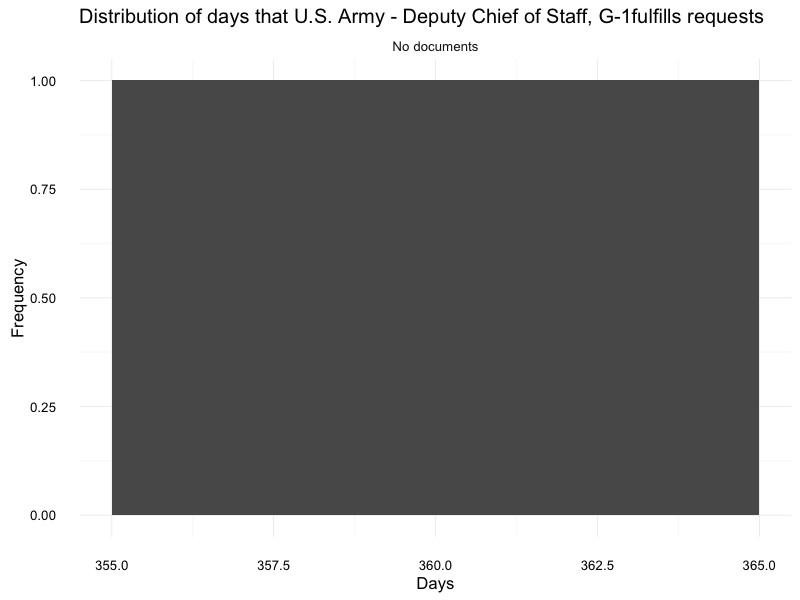 Distribution of days that U.S. Army - Deputy Chief of Staff, G-1fulfills requests
No documents
1.00
0.75
0.50
0.25
0.00
Frequency
355.0 357.5 360.0 362.5 365.0
Days